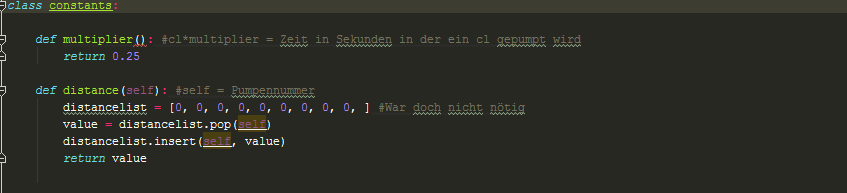 class constants:
def multiplier(): #cl*multiplier = Zeit in Sekunden in der ein cl gepumpt wird
return 0.25
def distance(self): #self = Pumpennummer
distancelist = [0, 0, 0, 0, 0, 0, 0, 0, 0, ] #War doch nicht nötig
value = distancelist.pop(self)
distancelist.insert(self, value)
return value